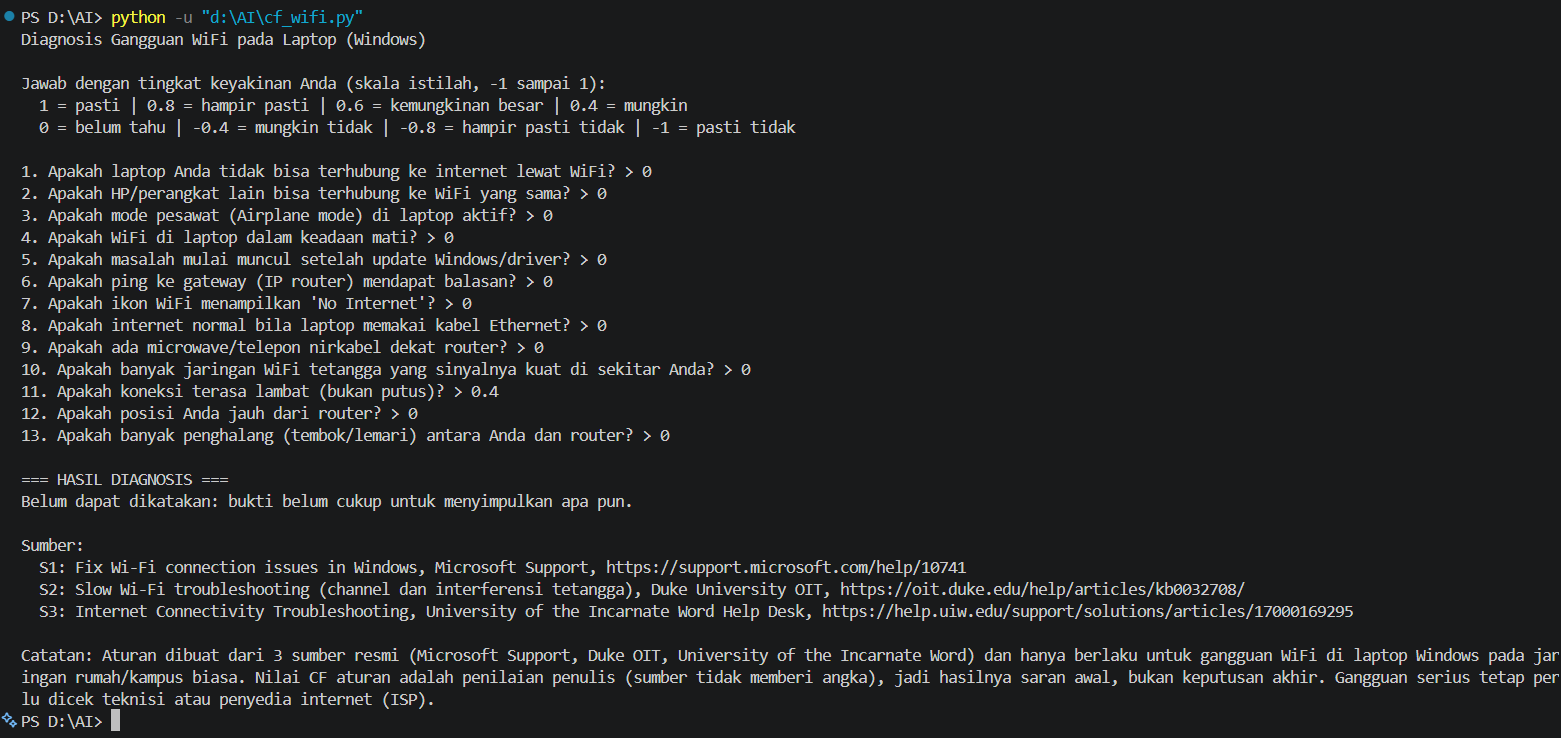 PS D:\AI> python -u "d:\AI\cf_wifi.py"
Diagnosis Gangguan WiFi pada Laptop (Windows)
Jawab dengan tingkat keyakinan Anda (skala istilah, -1 sampai 1):
1 = pasti | 0.8 = hampir pasti | 0.6 = kemungkinan besar | 0.4 = mungkin
0 = belum tahu | -0.4 = mungkin tidak | -0.8 = hampir pasti tidak | -1 = pasti tidak
1. Apakah laptop Anda tidak bisa terhubung ke internet lewat WiFi? > 0
2. Apakah HP/perangkat lain bisa terhubung ke WiFi yang sama? > 0
3. Apakah mode pesawat (Airplane mode) di laptop aktif? > 0
4. Apakah WiFi di laptop dalam keadaan mati? > 0
5. Apakah masalah mulai muncul setelah update Windows/driver? > 0
6. Apakah ping ke gateway (IP router) mendapat balasan? > 0
7. Apakah ikon WiFi menampilkan 'No Internet'? > 0
8. Apakah internet normal bila laptop memakai kabel Ethernet? > 0
9. Apakah ada microwave/telepon nirkabel dekat router? > 0
10. Apakah banyak jaringan WiFi tetangga yang sinyalnya kuat di sekitar Anda? > 0
11. Apakah koneksi terasa lambat (bukan putus)? > 0.4
12. Apakah posisi Anda jauh dari router? > 0
13. Apakah banyak penghalang (tembok/lemari) antara Anda dan router? > 0
=== HASIL DIAGNOSIS ===
Belum dapat dikatakan: bukti belum cukup untuk menyimpulkan apa pun.
Sumber:
S1: Fix Wi-Fi connection issues in Windows, Microsoft Support, https://support.microsoft.com/help/10741
S2: Slow Wi-Fi troubleshooting (channel dan interferensi tetangga), Duke University OIT, https://oit.duke.edu/help/articles/kb0032708/
S3: Internet Connectivity Troubleshooting, University of the Incarnate Word Help Desk, https://help.uiw.edu/support/solutions/articles/17000169295
Catatan: Aturan dibuat dari 3 sumber resmi (Microsoft Support, Duke OIT, University of the Incarnate Word) dan hanya berlaku untuk gangguan WiFi di laptop Windows pada jar
ingan rumah/kampus biasa. Nilai CF aturan adalah penilaian penulis (sumber tidak memberi angka), jadi hasilnya saran awal, bukan keputusan akhir. Gangguan serius tetap per
lu dicek teknisi atau penyedia internet (ISP).
PS D:\AI>